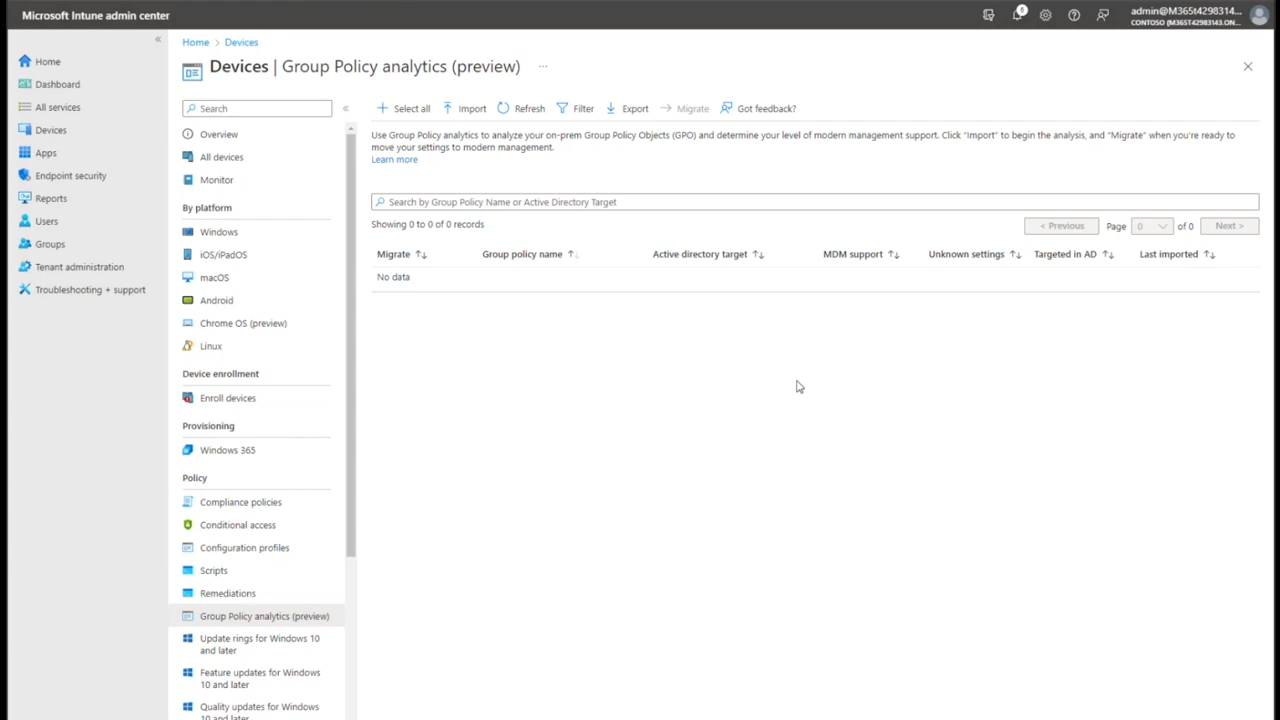 Microsoft Intune admin center
6
admin@M365T4298314...
CONTOSO (M365T4298143.ON...
Home
Dashboard
All services
Devices
Apps
Endpoint security
Reports
Users
Groups
Tenant administration
Troubleshooting + support
Home > Devices
Devices | Group Policy analytics (preview) ...
Search
Overview
All devices
Monitor
By platform
Windows
iOS/iPadOS
macOS
Android
Chrome OS (preview)
Linux
Device enrollment
Enroll devices
Provisioning
Windows 365
Policy
Compliance policies
Conditional access
Configuration profiles
Scripts
Remediations
Group Policy analytics (preview)
Update rings for Windows 10
and later
Feature updates for Windows
10 and later
Quality updates for Windows
10 and later
Select all Import Refresh Filter Export Migrate Got feedback?
Use Group Policy analytics to analyze your on-prem Group Policy Objects (GPO) and determine your level of modern management support. Click "Import" to begin the analysis, and "Migrate" when you're ready to
move your settings to modern management.
Learn more
Search by Group Policy Name or Active Directory Target
Showing 0 to 0 of 0 records
< Previous Page 0 of 0 Next >
Migrate Group policy name Active directory target MDM support Unknown settings Targeted in AD Last imported
No data